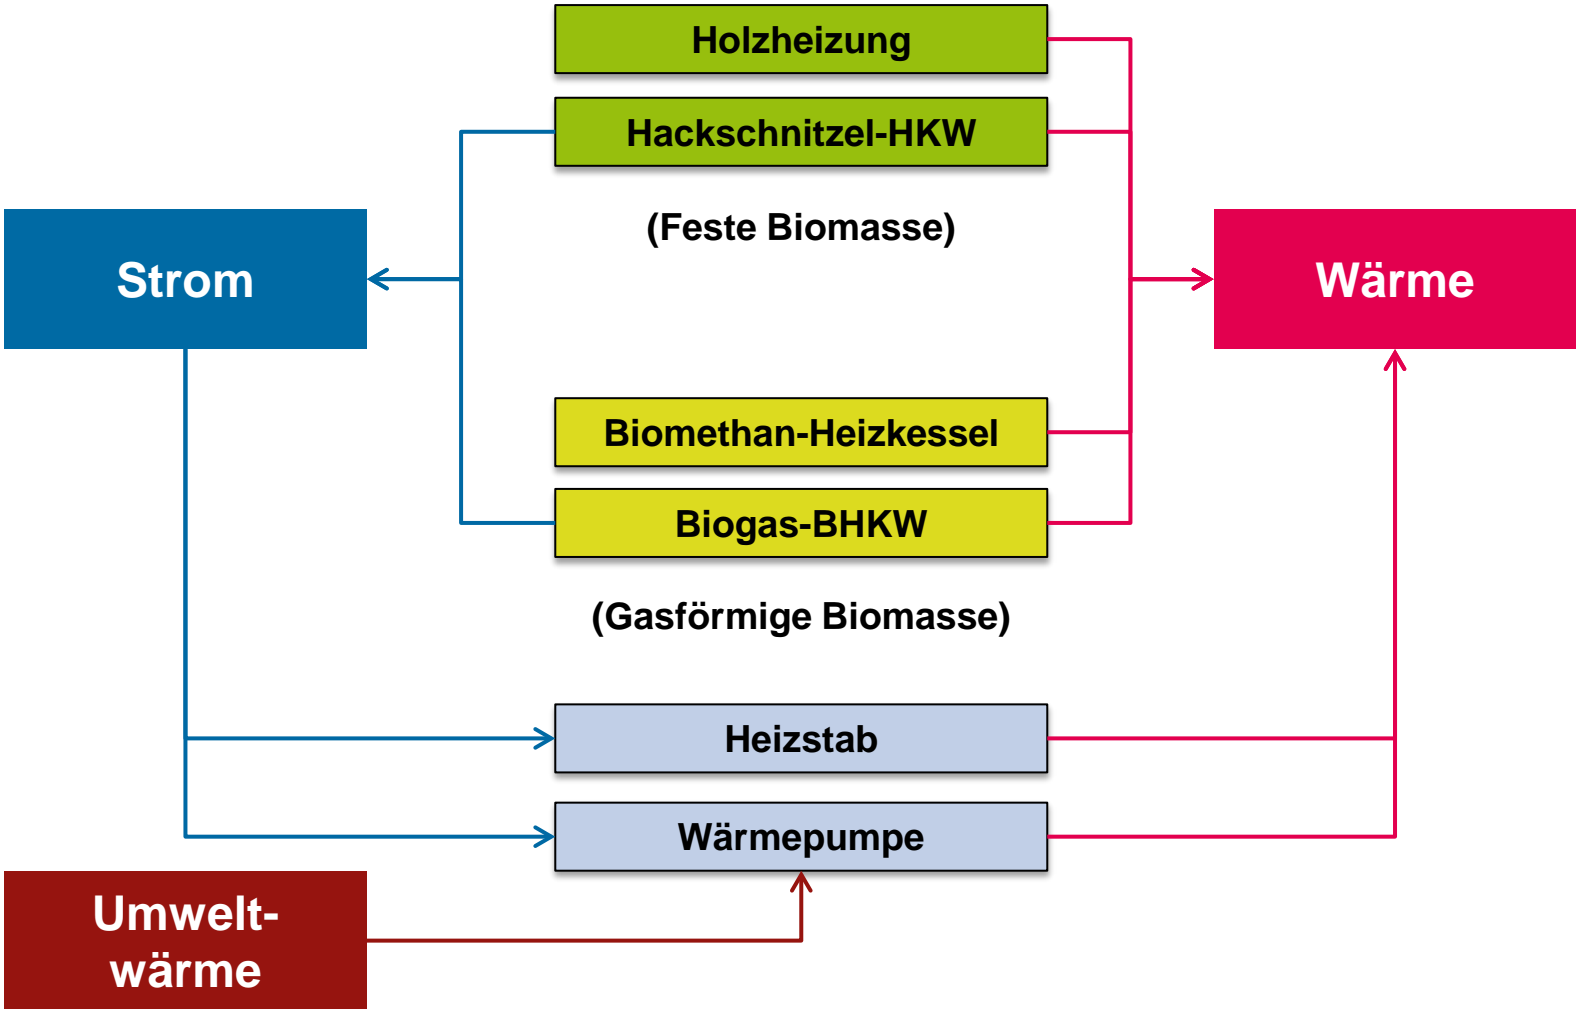 Holzheizung
Hackschnitzel-HKW
(Feste Biomasse)
Strom
Wärme
Biomethan-Heizkessel
Biogas-BHKW
(Gasförmige Biomasse)
Heizstab
Wärmepumpe
Umwelt-
wärme